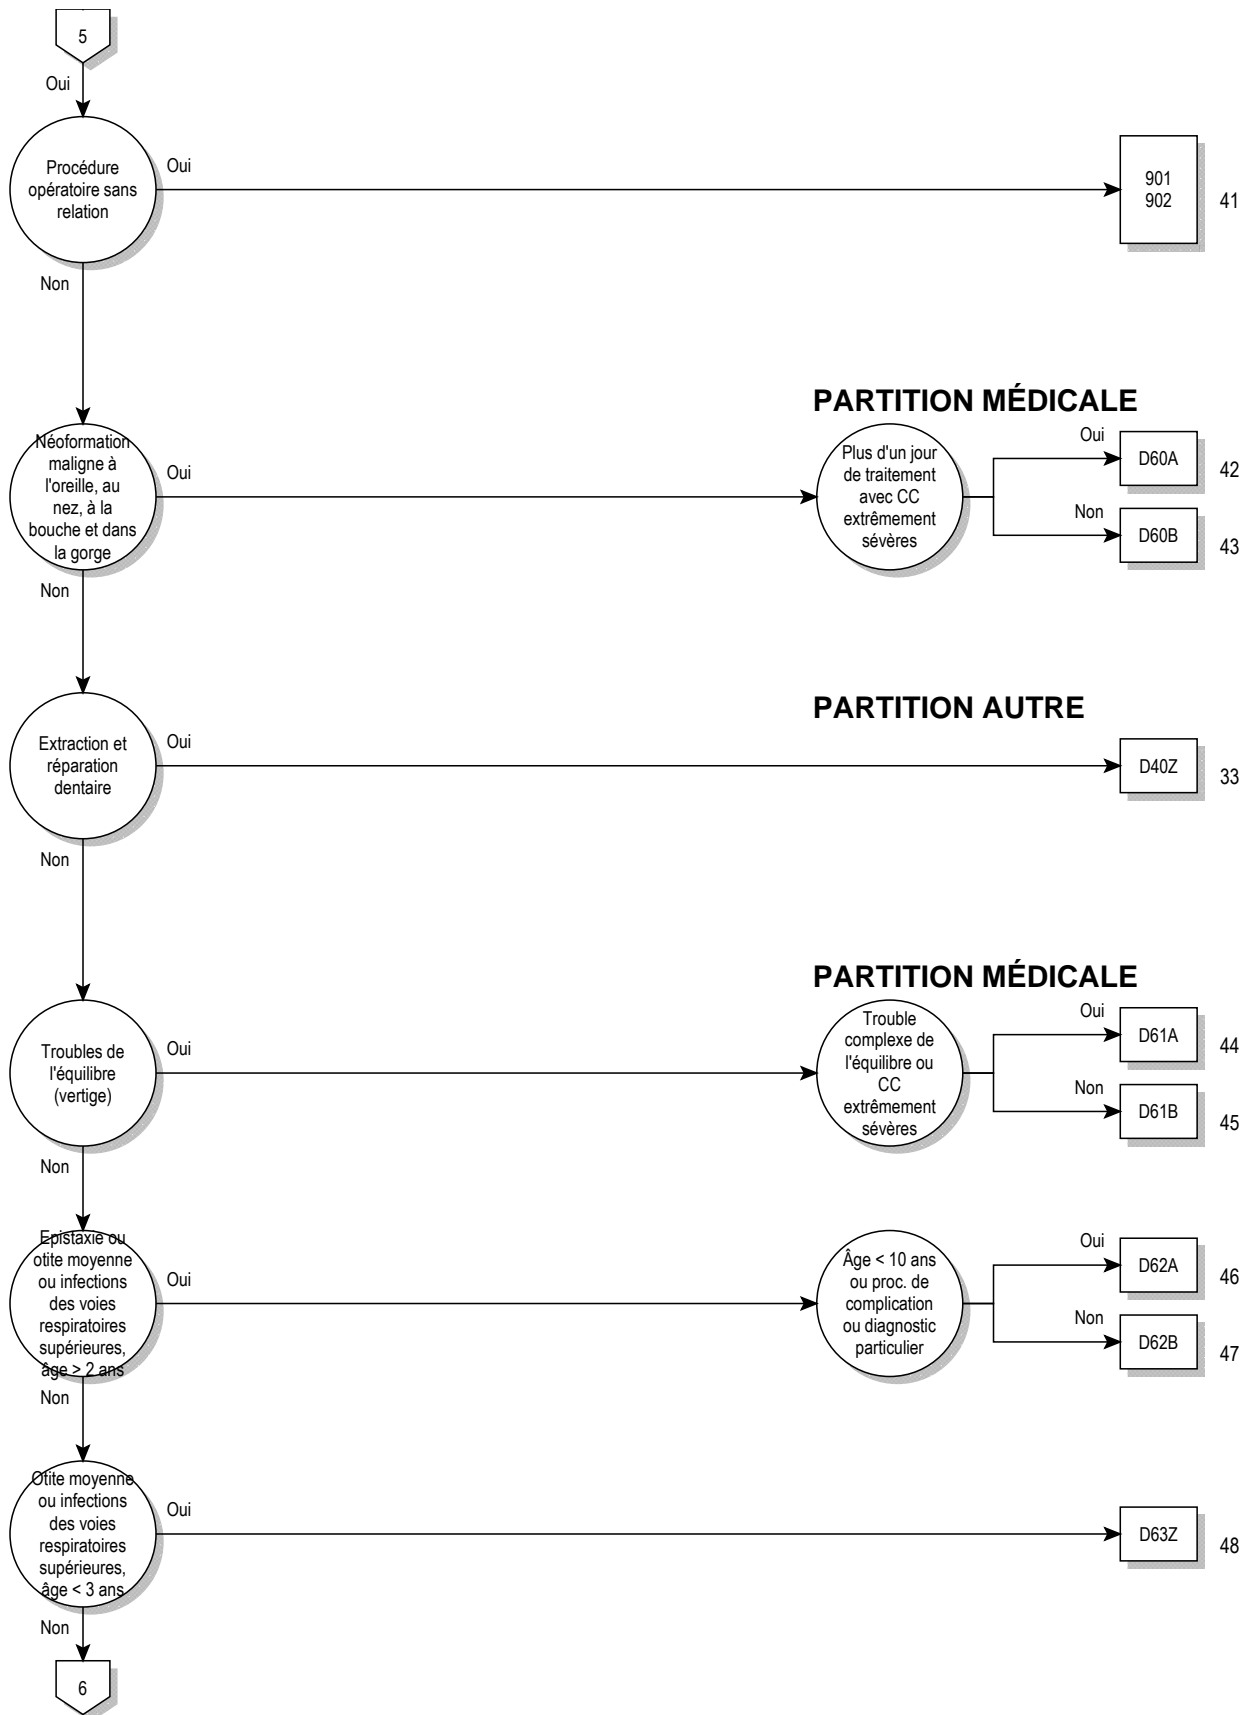 5
Oui
Procédure
opératoire sans
relation
Oui
901
902
41
Non
PARTITION MÉDICALE
Néoformation
maligne à
l'oreille, au
nez, à la
bouche et dans
la gorge
Oui
Plus d'un jour
de traitement
avec CC
extrêmement
sévères
Oui
D60A
42
Non
D60B
43
Non
PARTITION AUTRE
Extraction et
réparation
dentaire
Oui
D40Z
33
Non
PARTITION MÉDICALE
Troubles de
l'équilibre
(vertige)
Oui
Trouble
complexe de
l'équilibre ou
CC
extrêmement
sévères
Oui
D61A
44
Non
D61B
45
Non
Epistaxie ou
otite moyenne
ou infections
des voies
respiratoires
supérieures,
âge > 2 ans
Oui
Âge < 10 ans
ou proc. de
complication
ou diagnostic
particulier
Oui
D62A
46
Non
D62B
47
Non
Otite moyenne
ou infections
des voies
respiratoires
supérieures,
âge < 3 ans
Oui
D63Z
48
Non
6